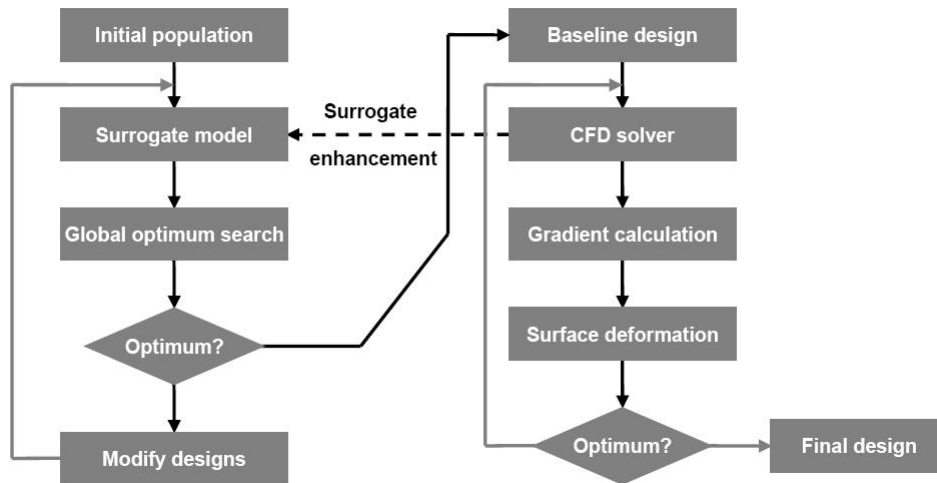 Initial population
Surrogate model
Global optimum search
Optimum?
Modify designs
Surrogate
enhancement
Baseline design
CFD solver
Gradient calculation
Surface deformation
Optimum?
Final design